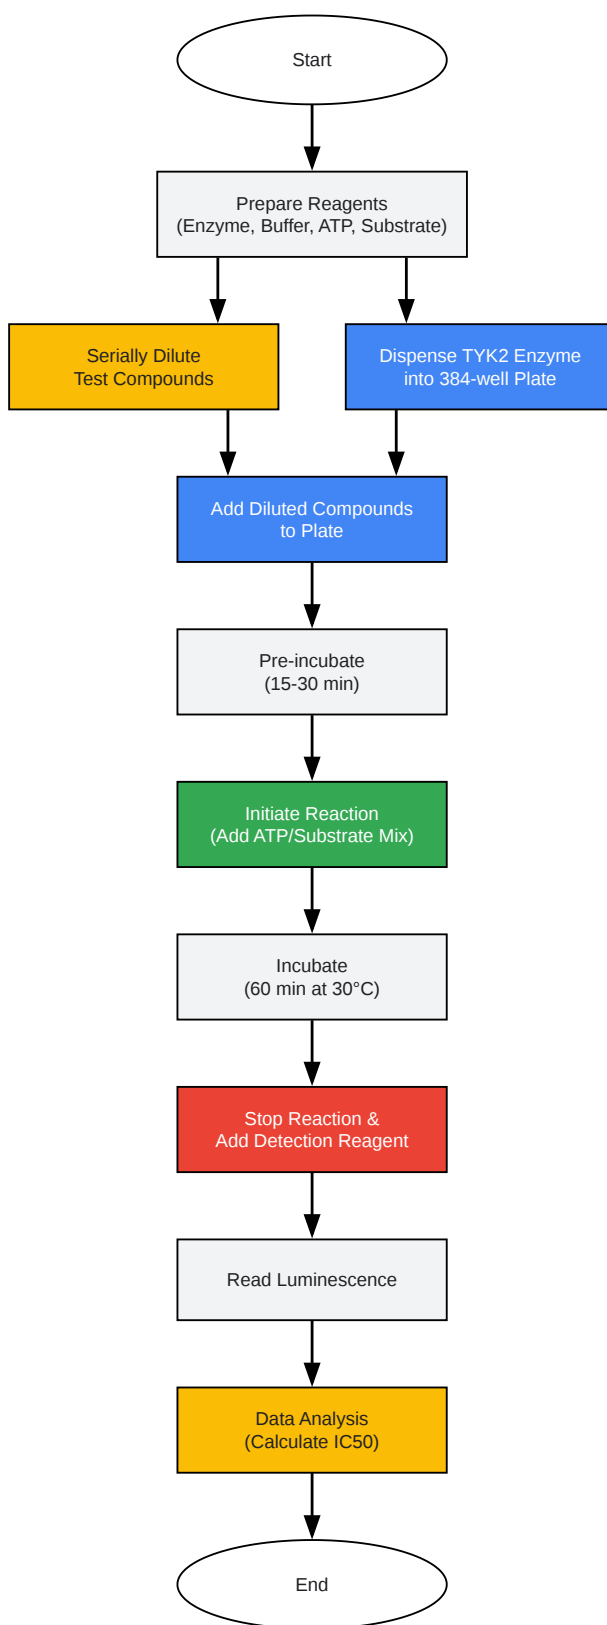 Start
Prepare Reagents
(Enzyme, Buffer, ATP, Substrate)
Serially Dilute
Test Compounds
Dispense TYK2 Enzyme
into 384-well Plate
Add Diluted Compounds
to Plate
Pre-incubate
(15-30 min)
Initiate Reaction
(Add ATP/Substrate Mix)
Incubate
(60 min at 30°C)
Stop Reaction &
Add Detection Reagent
Read Luminescence
Data Analysis
(Calculate IC50)
End